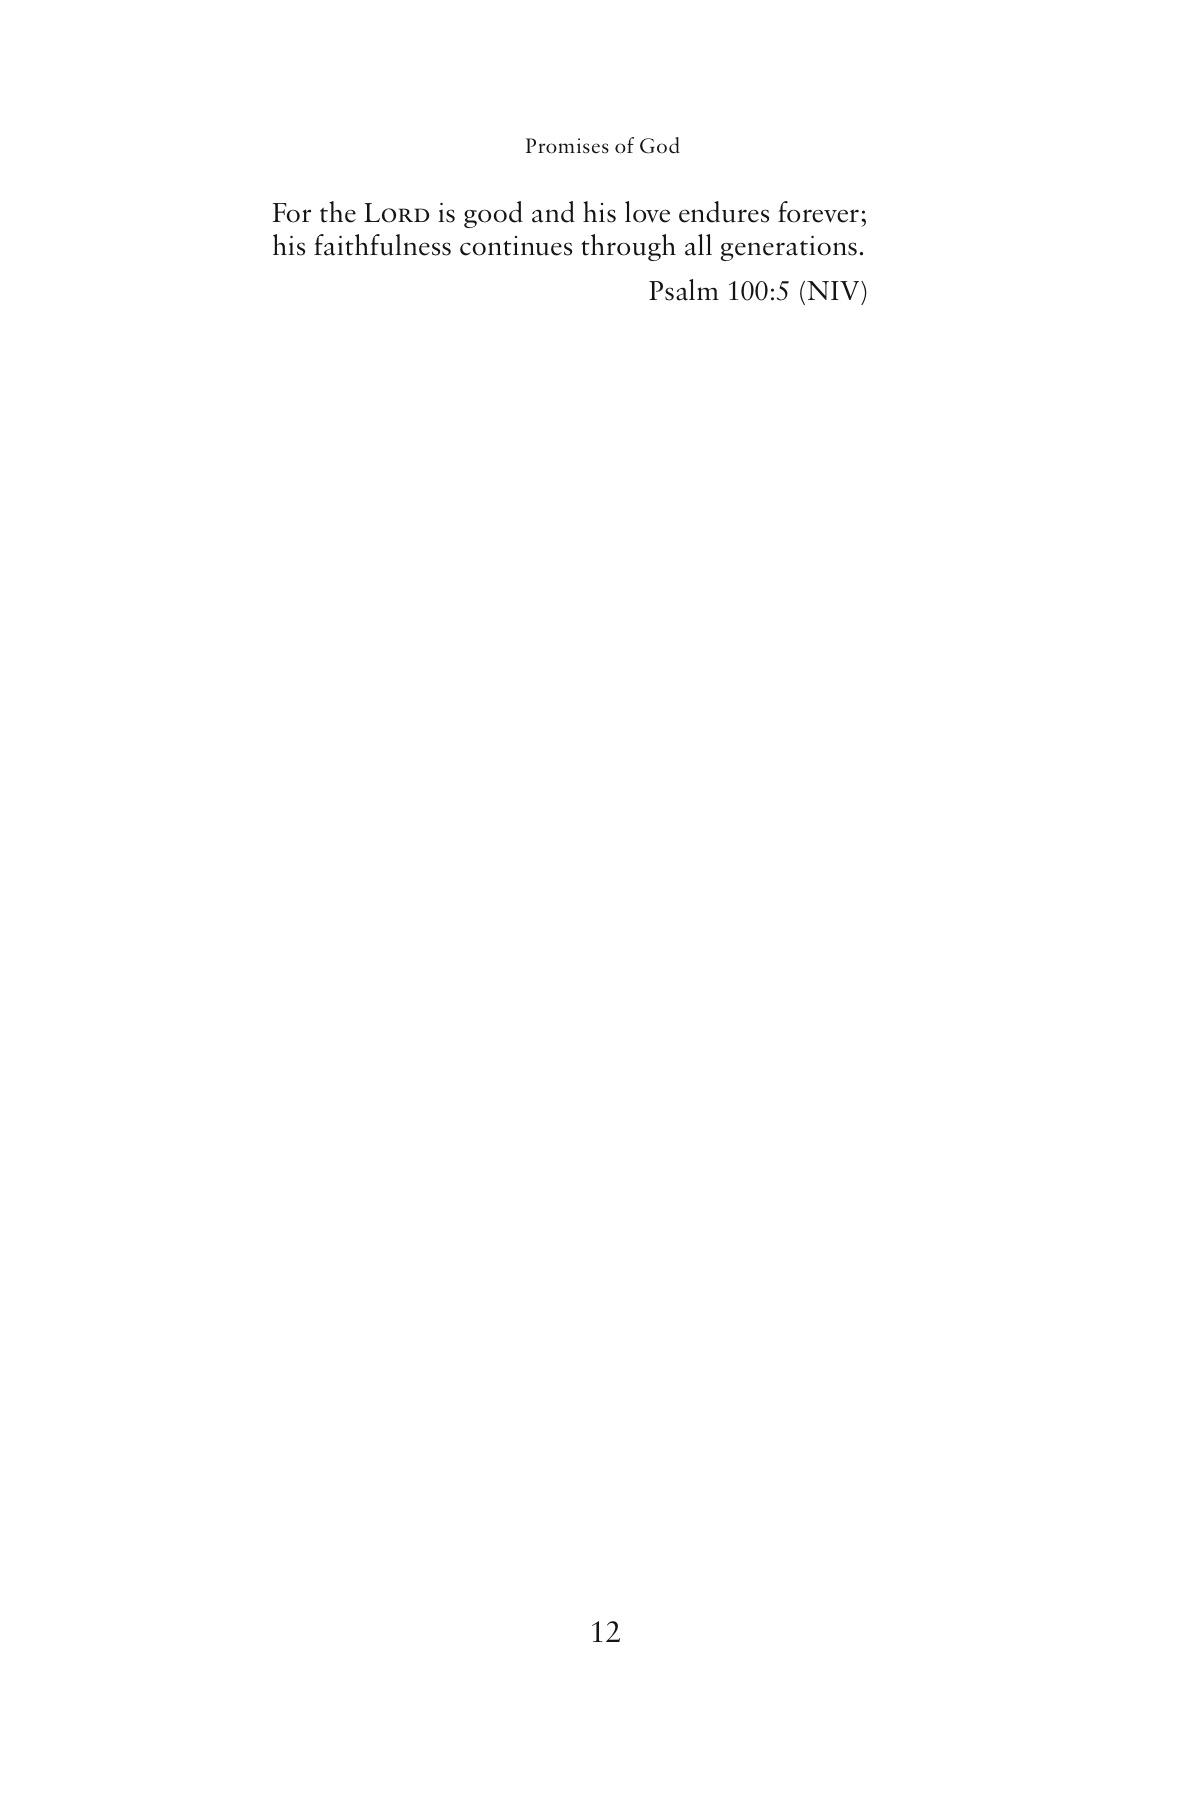 Promises of God
For the LORD is good and his love endures forever;
his faithfulness continues through all generations.
Psalm 100:5 (NIV)
12